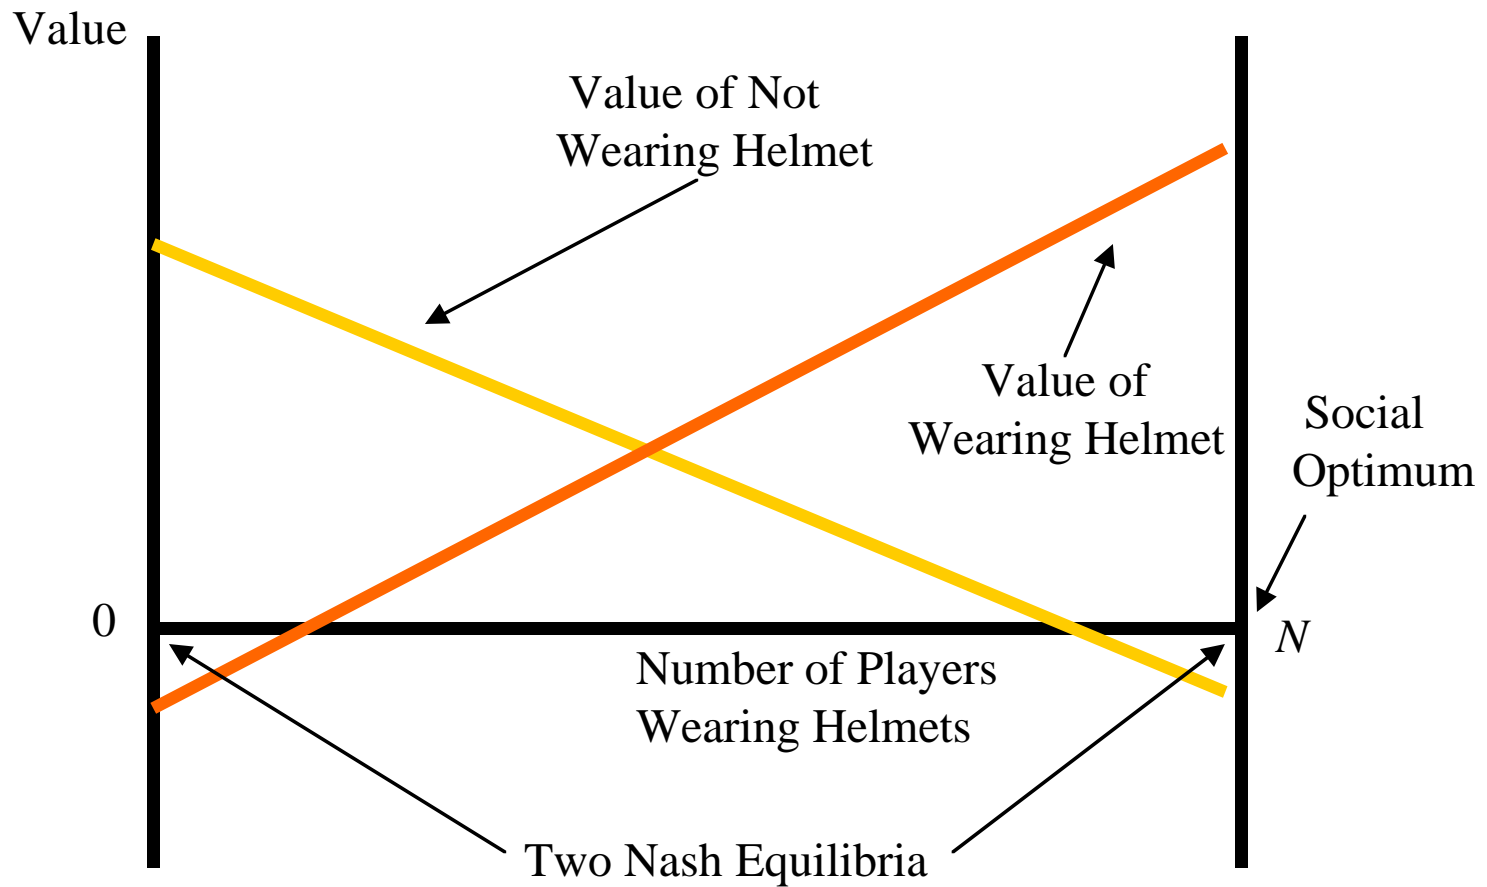 Value
Value of Not
Wearing Helmet
Value of
Wearing Helmet
Social
Optimum
0
N
Number of Players
Wearing Helmets
Two Nash Equilibria